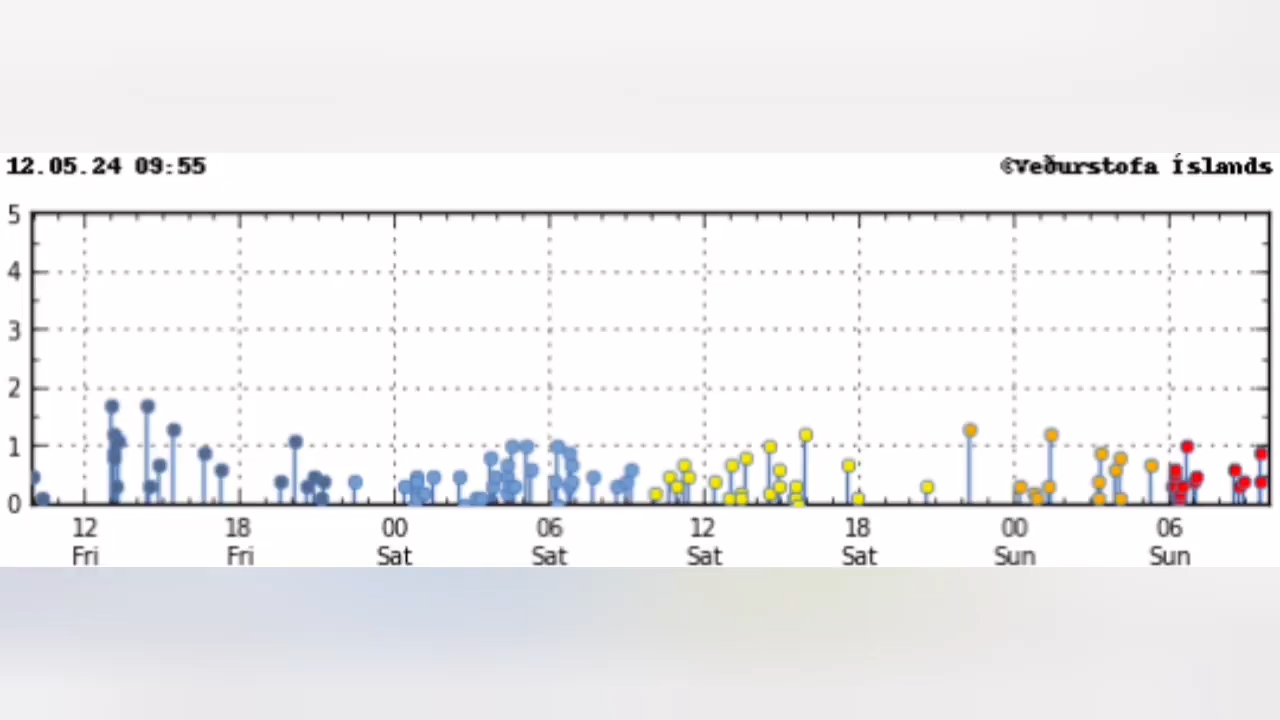 12.05.24 09:55 ©Veðurstofa Íslands
5
4
3
2
1
0
12 18 00 06 12 18 00 06
Fri Fri Sat Sat Sat Sat Sun Sun